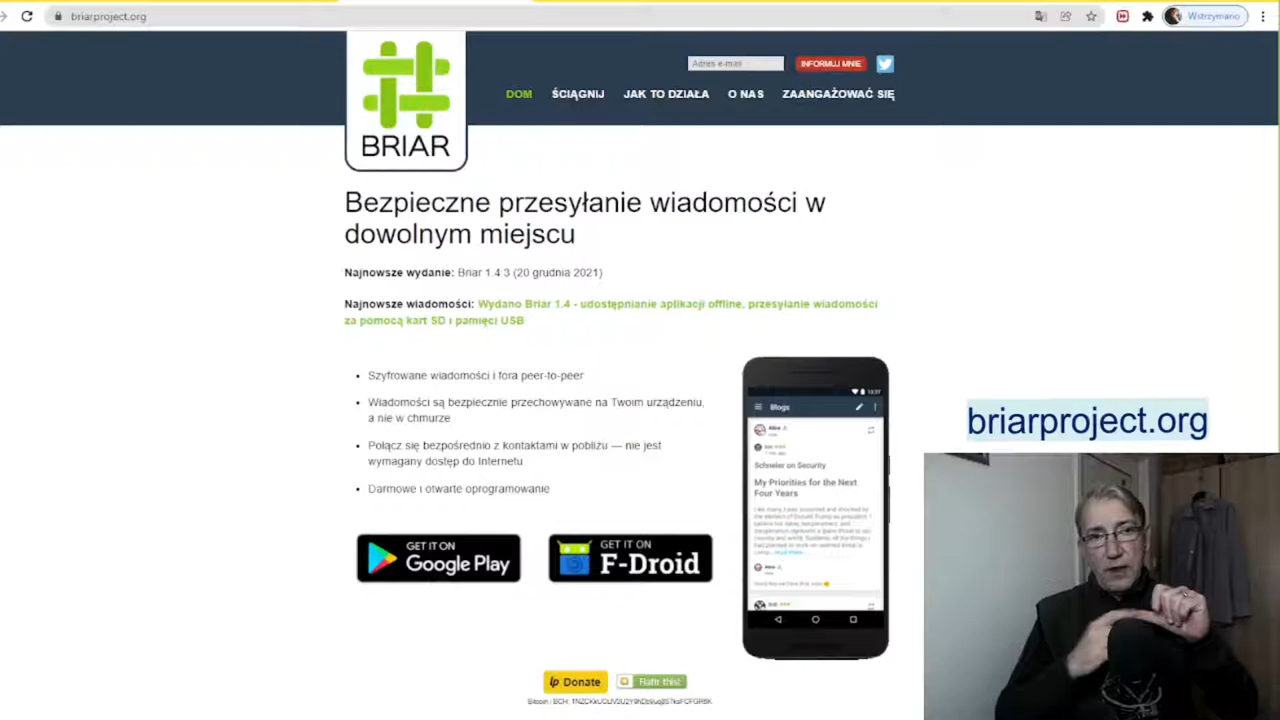 briarproject.org
Wstrzymano
Adres e-mail
INFORMUJ MNIE
DOM ŚCIĄGNIJ JAK TO DZIAŁA O NAS ZAANGAŻOWAĆ SIĘ
BRIAR
Bezpieczne przesyłanie wiadomości w
dowolnym miejscu
Najnowsze wydanie: Briar 1.4.3 (20 grudnia 2021)
Najnowsze wiadomości: Wydano Briar 1.4 - udostępnianie aplikacji offline, przesyłanie wiadomości
za pomocą kart SD i pamięci USB
Szyfrowane wiadomości i fora peer-to-peer
Wiadomości są bezpiecznie przechowywane na Twoim urządzeniu,
a nie w chmurze
Połącz się bezpośrednio z kontaktami w pobliżu — nie jest
wymagany dostęp do Internetu
Darmowe i otwarte oprogramowanie
GET IT ON
Google Play
GET IT ON
F-Droid
Blogs
Alice
Schneier on Security
My Priorities for the Next
Four Years
read more
briarproject.org
Donate
Flattr this!